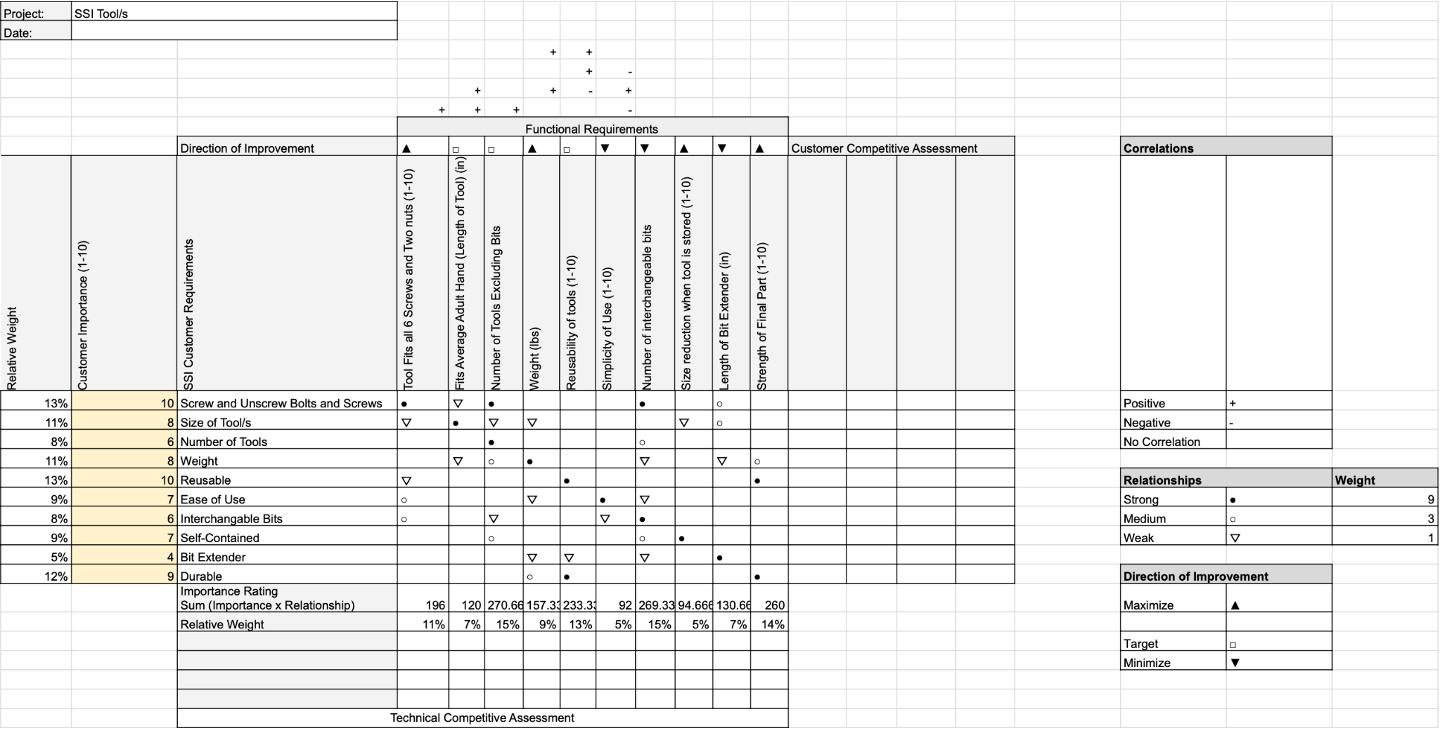 Project: SSI Tool/s
Date:
+ +
+ -
+ + - +
+ + + -
Functional Requirements
Direction of Improvement ▲ □ □ ▲ □ ▼ ▼ ▲ ▼ ▲ Customer Competitive Assessment Correlations
Relative Weight
Customer Importance (1-10)
SSI Customer Requirements
Tool Fits all 6 Screws and Two nuts (1-10)
Fits Average Adult Hand (Length of Tool) (in)
Number of Tools Excluding Bits
Weight (lbs)
Reusability of tools (1-10)
Simplicity of Use (1-10)
Number of interchangeable bits
Size reduction when tool is stored (1-10)
Length of Bit Extender (in)
Strength of Final Part (1-10)
13% 10 Screw and Unscrew Bolts and Screws ● ▽ ● ● ○ Positive +
11% 8 Size of Tool/s ▽ ● ▽ ▽ ▽ ○ Negative -
8% 6 Number of Tools ● ○ No Correlation
11% 8 Weight ▽ ○ ● ▽ ▽ ○
13% 10 Reusable ▽ ● ● Relationships Weight
9% 7 Ease of Use ○ ▽ ● ▽ Strong ● 9
8% 6 Interchangable Bits ○ ▽ ▽ ● Medium ○ 3
9% 7 Self-Contained ○ ○ ● Weak ▽ 1
5% 4 Bit Extender ▽ ▽ ▽ ●
12% 9 Durable ○ ● ● Direction of Improvement
Importance Rating
Sum (Importance x Relationship) 196 120 270.66 157.33 233.33 92 269.33 94.666 130.66 260 Maximize ▲
Relative Weight 11% 7% 15% 9% 13% 5% 15% 5% 7% 14%
Target □
Minimize ▼
Technical Competitive Assessment